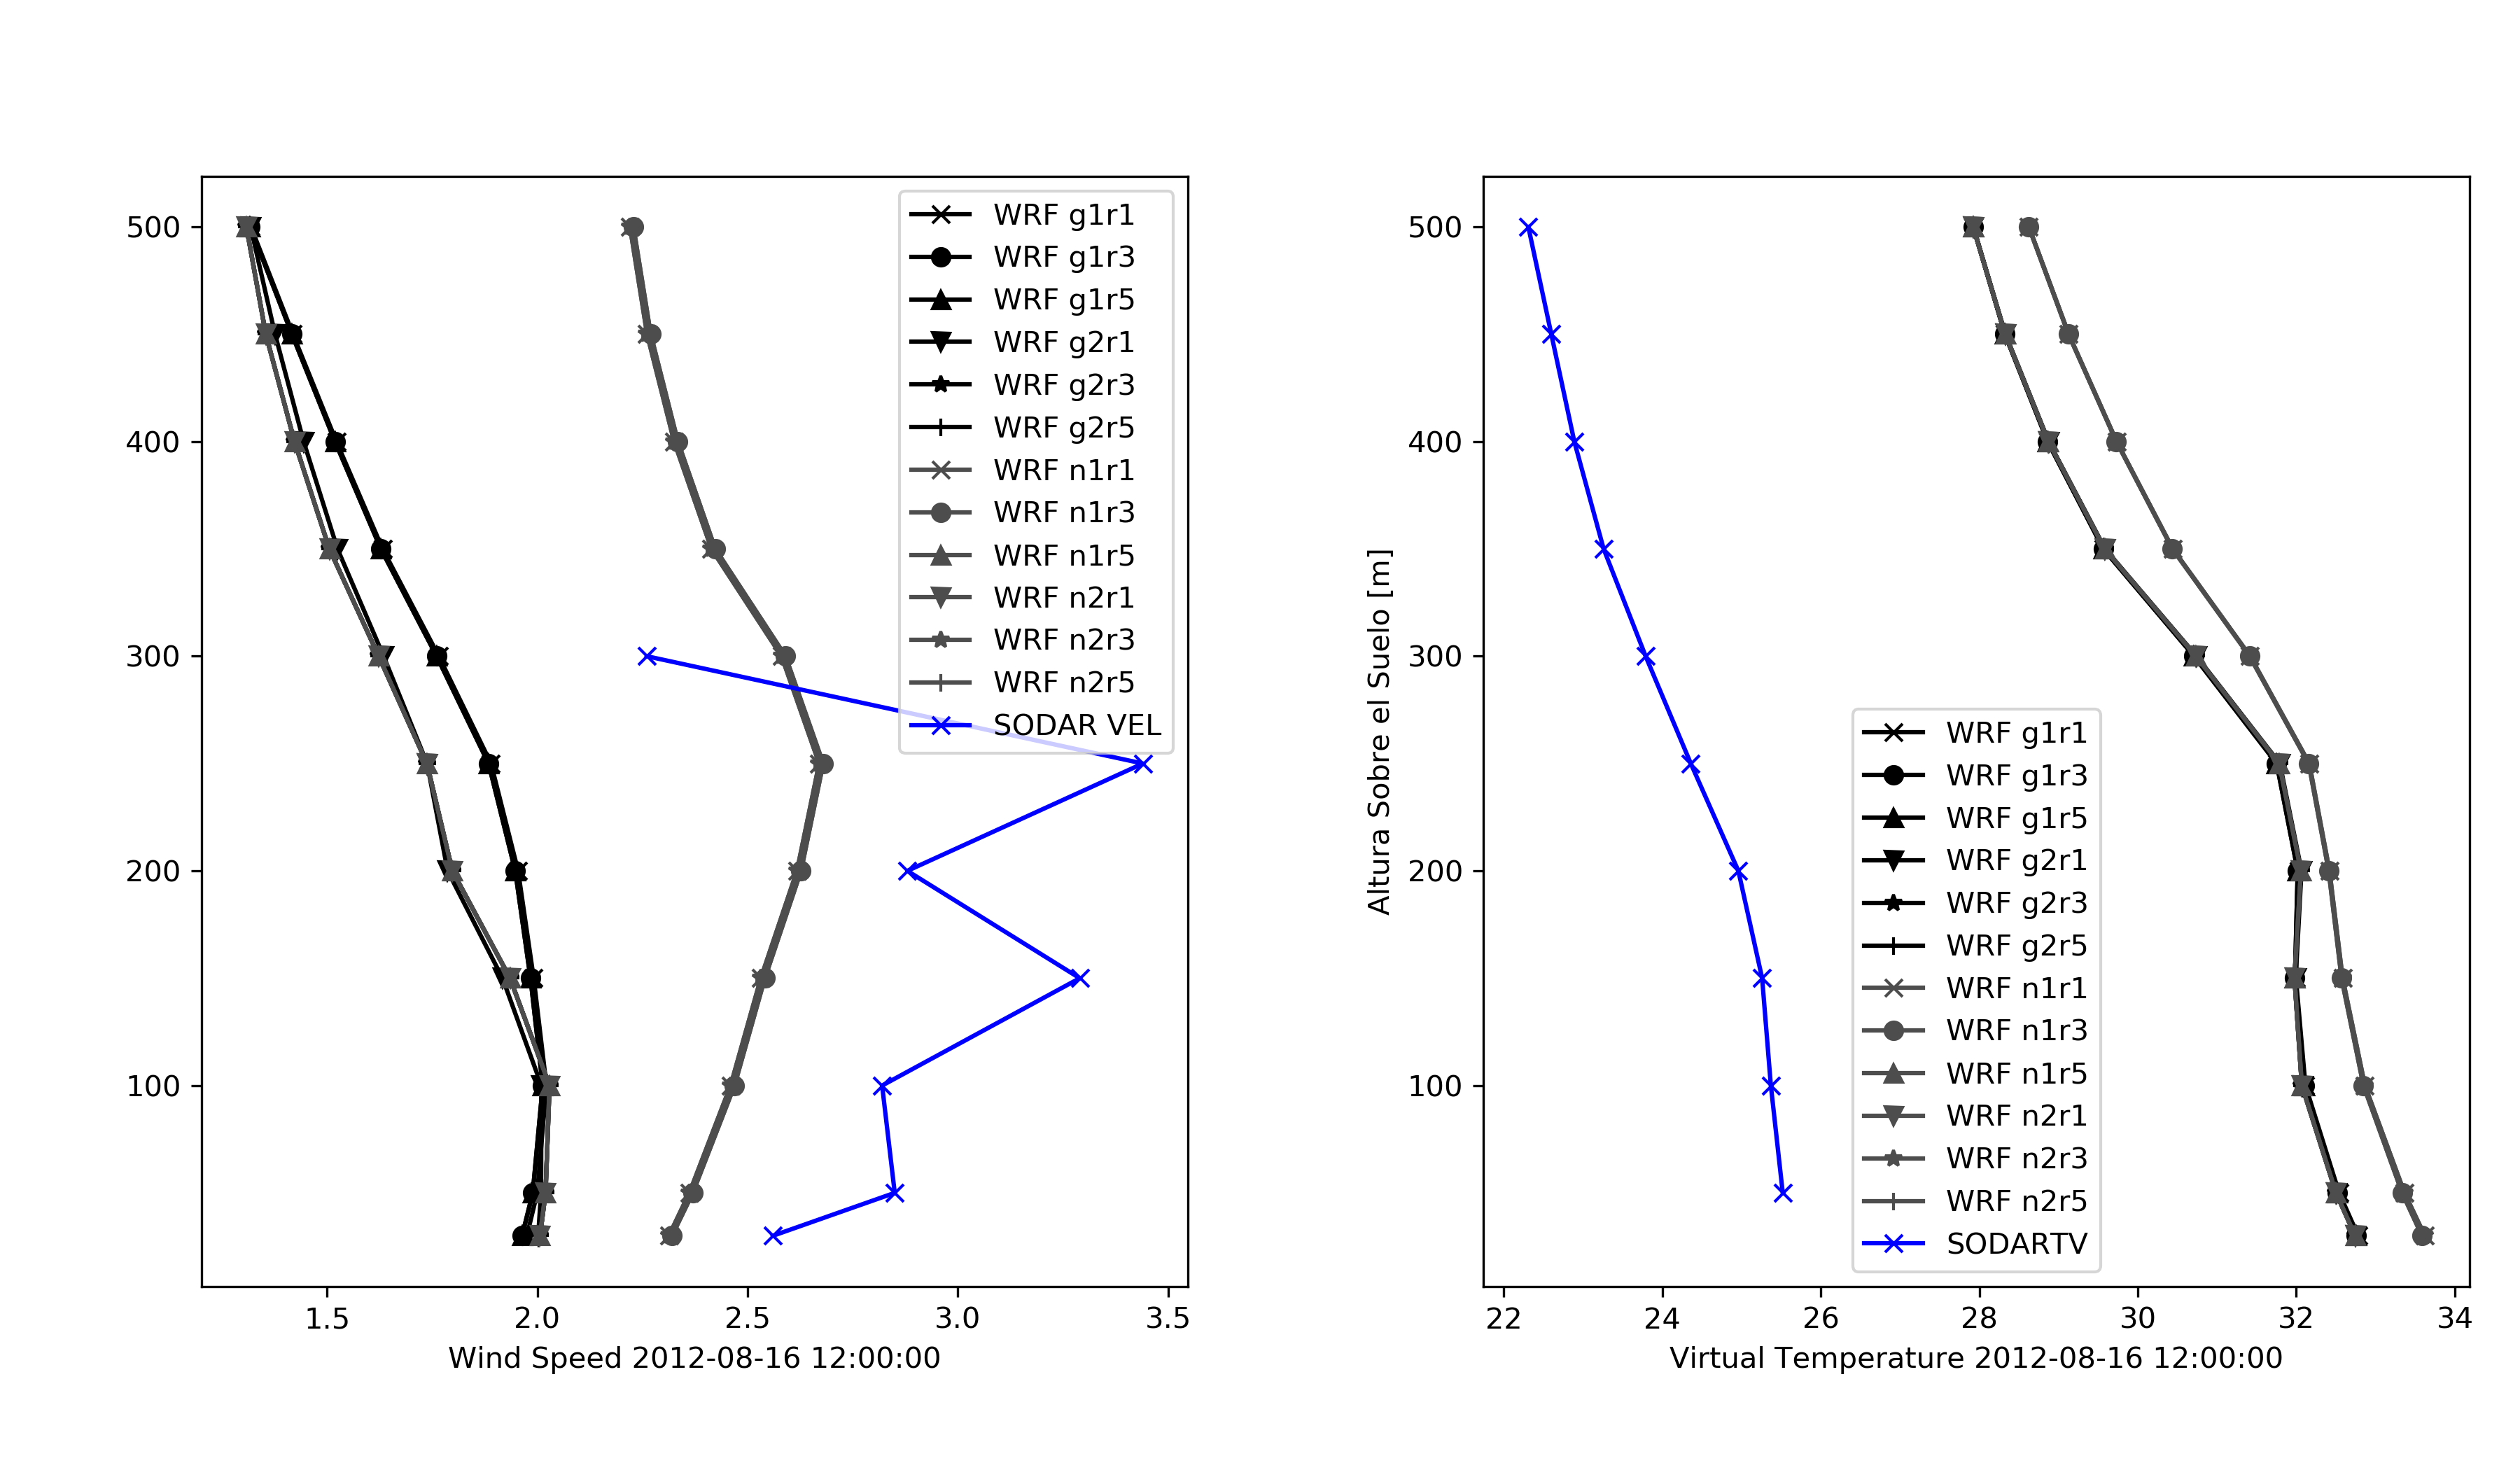 500
400
300
200
100
1.5 2.0 2.5 3.0 3.5
Wind Speed 2012-08-16 12:00:00
WRF g1r1
WRF g1r3
WRF g1r5
WRF g2r1
WRF g2r3
WRF g2r5
WRF n1r1
WRF n1r3
WRF n1r5
WRF n2r1
WRF n2r3
WRF n2r5
SODAR VEL
Altura Sobre el Suelo [m]
500
400
300
200
100
22 24 26 28 30 32 34
Virtual Temperature 2012-08-16 12:00:00
WRF g1r1
WRF g1r3
WRF g1r5
WRF g2r1
WRF g2r3
WRF g2r5
WRF n1r1
WRF n1r3
WRF n1r5
WRF n2r1
WRF n2r3
WRF n2r5
SODARTV